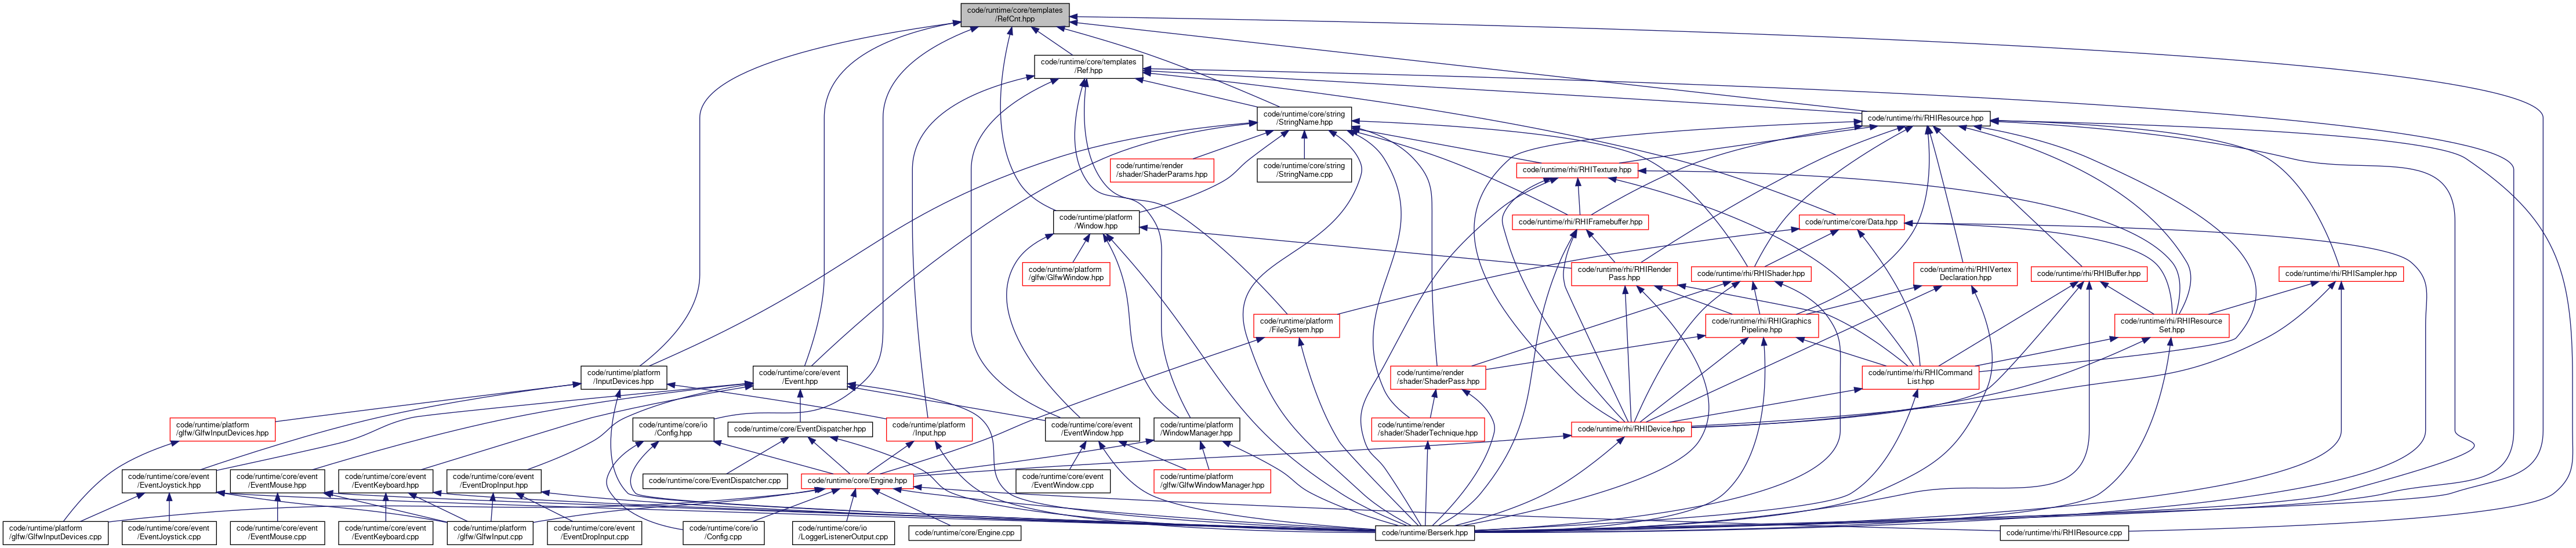 code/runtime/core/templates
/RefCnt.hpp
code/runtime/core/templates
/Ref.hpp
code/runtime/core/string
/StringName.hpp
code/runtime/rhi/RHIResource.hpp
code/runtime/render
/shader/ShaderParams.hpp
code/runtime/core/string
/StringName.cpp
code/runtime/rhi/RHITexture.hpp
code/runtime/platform
/Window.hpp
code/runtime/rhi/RHIFramebuffer.hpp
code/runtime/core/Data.hpp
code/runtime/platform
/glfw/GlfwWindow.hpp
code/runtime/rhi/RHIRender
Pass.hpp
code/runtime/rhi/RHIShader.hpp
code/runtime/rhi/RHIVertex
Declaration.hpp
code/runtime/rhi/RHIBuffer.hpp
code/runtime/rhi/RHISampler.hpp
code/runtime/platform
/FileSystem.hpp
code/runtime/rhi/RHIGraphics
Pipeline.hpp
code/runtime/rhi/RHIResource
Set.hpp
code/runtime/platform
/InputDevices.hpp
code/runtime/core/event
/Event.hpp
code/runtime/render
/shader/ShaderPass.hpp
code/runtime/rhi/RHICommand
List.hpp
code/runtime/platform
/glfw/GlfwInputDevices.hpp
code/runtime/core/io
/Config.hpp
code/runtime/core/EventDispatcher.hpp
code/runtime/platform
/Input.hpp
code/runtime/core/event
/EventWindow.hpp
code/runtime/platform
/WindowManager.hpp
code/runtime/render
/shader/ShaderTechnique.hpp
code/runtime/rhi/RHIDevice.hpp
code/runtime/core/event
/EventJoystick.hpp
code/runtime/core/event
/EventMouse.hpp
code/runtime/core/event
/EventKeyboard.hpp
code/runtime/core/event
/EventDropInput.hpp
code/runtime/core/EventDispatcher.cpp
code/runtime/core/Engine.hpp
code/runtime/core/event
/EventWindow.cpp
code/runtime/platform
/glfw/GlfwWindowManager.hpp
code/runtime/platform
/glfw/GlfwInputDevices.cpp
code/runtime/core/event
/EventJoystick.cpp
code/runtime/core/event
/EventMouse.cpp
code/runtime/core/event
/EventKeyboard.cpp
code/runtime/platform
/glfw/GlfwInput.cpp
code/runtime/core/event
/EventDropInput.cpp
code/runtime/core/io
/Config.cpp
code/runtime/core/io
/LoggerListenerOutput.cpp
code/runtime/core/Engine.cpp
code/runtime/Berserk.hpp
code/runtime/rhi/RHIResource.cpp